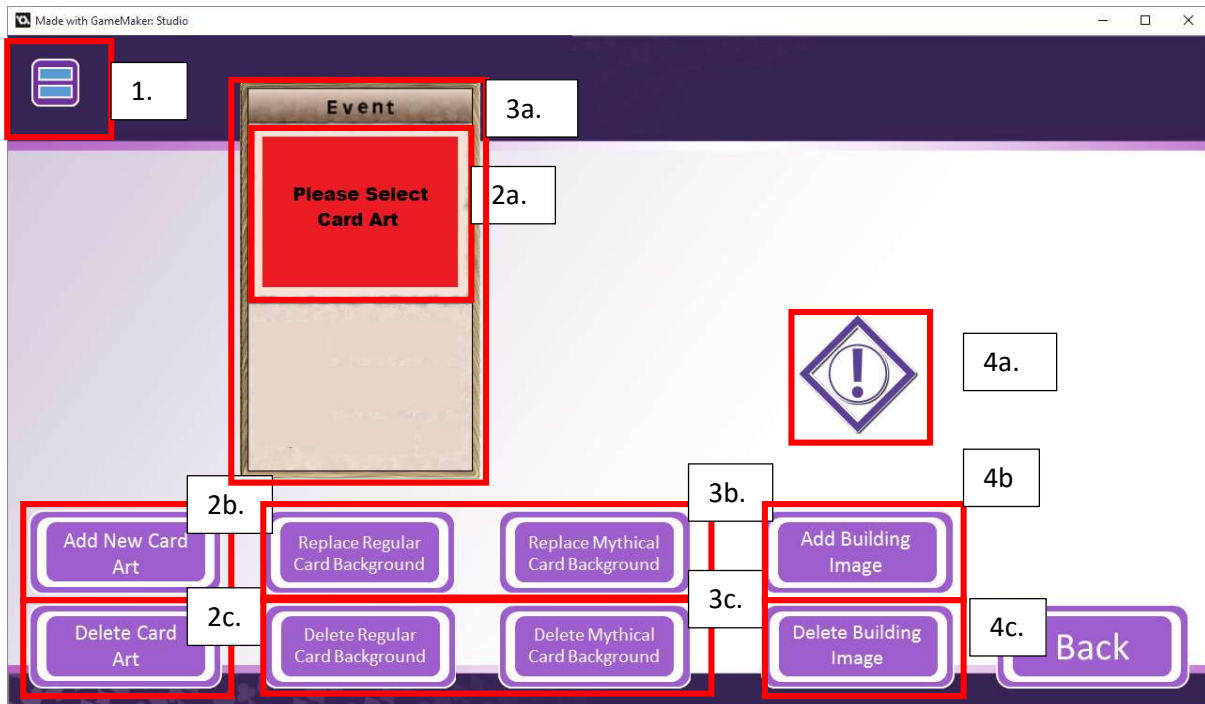 Made with GameMaker: Studio
1.
Event
3a.
Please Select
Card Art
2a.
!
4a.
4b
2b.
3b.
Add New Card
Art
Replace Regular
Card Background
Replace Mythical
Card Background
Add Building
Image
2c.
3c.
4c.
Delete Card
Art
Delete Regular
Card Background
Delete Mythical
Card Background
Delete Building
Image
Back